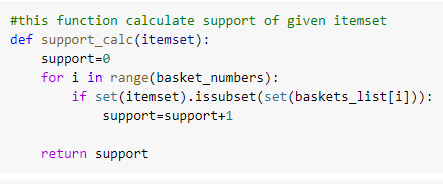 #this function calculate support of given itemset
def support_calc(itemset):
    support=0
    for i in range(basket_numbers):
        if set(itemset).issubset(set(baskets_list[i])):
            support=support+1
    return support